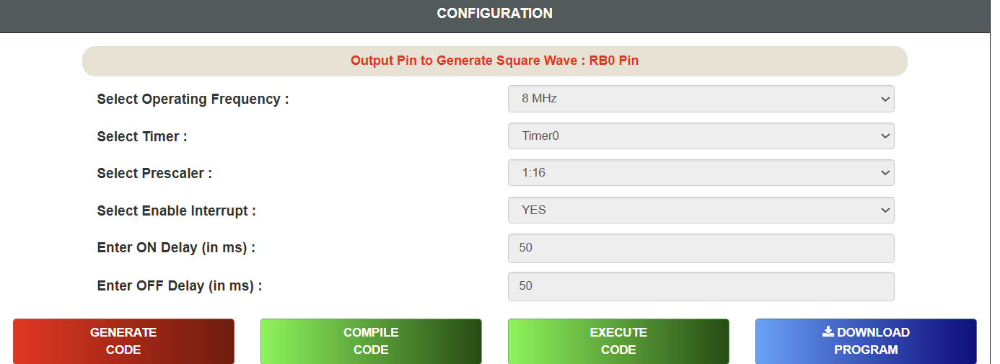 CONFIGURATION
Output Pin to Generate Square Wave : RB0 Pin
Select Operating Frequency :
8 MHz
Select Timer :
Timer0
Select Prescaler :
1:16
Select Enable Interrupt :
YES
Enter ON Delay (in ms) :
50
Enter OFF Delay (in ms) :
50
GENERATE
CODE
COMPILE
CODE
EXECUTE
CODE
DOWNLOAD
PROGRAM